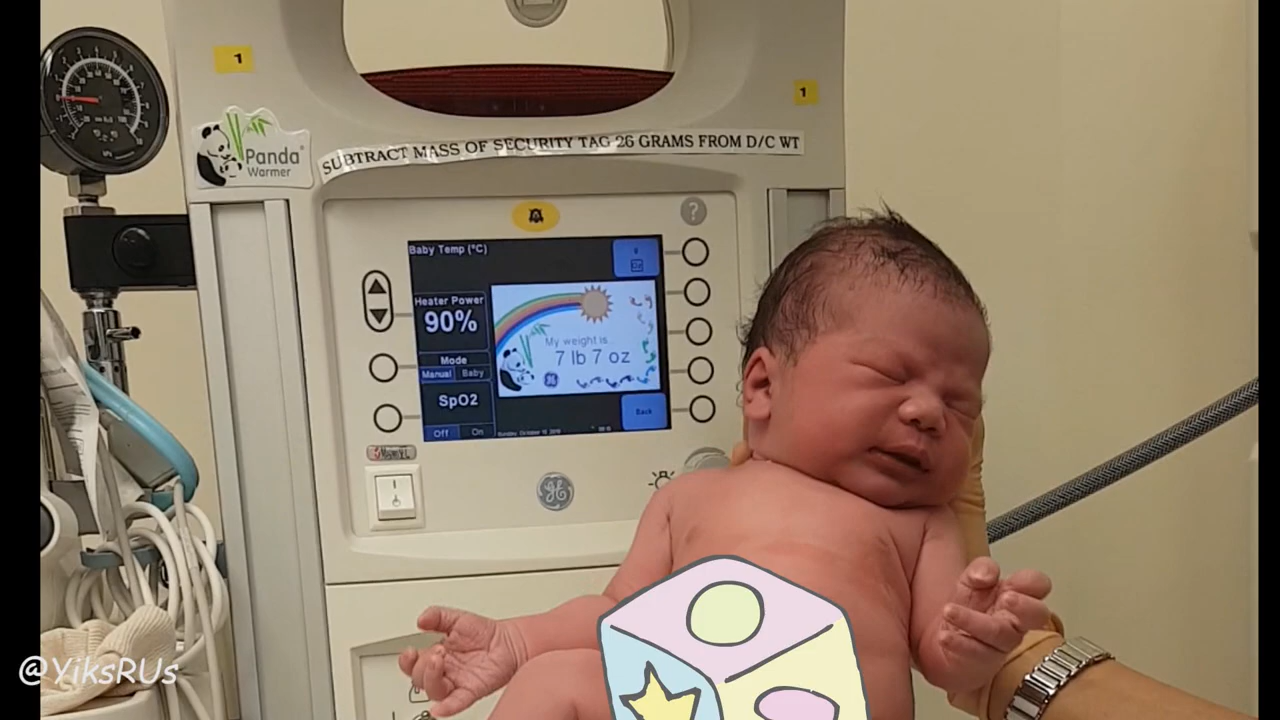 1
1
Panda
Warmer
SUBTRACT MASS OF SECURITY TAG 26 GRAMS FROM D/C WT
?
Baby Temp (°C)
Heater Power
90%
My weight is...
7 lb 7 oz
Mode
Manual Baby
SpO2
Back
Off On
GE
@YiksRUs